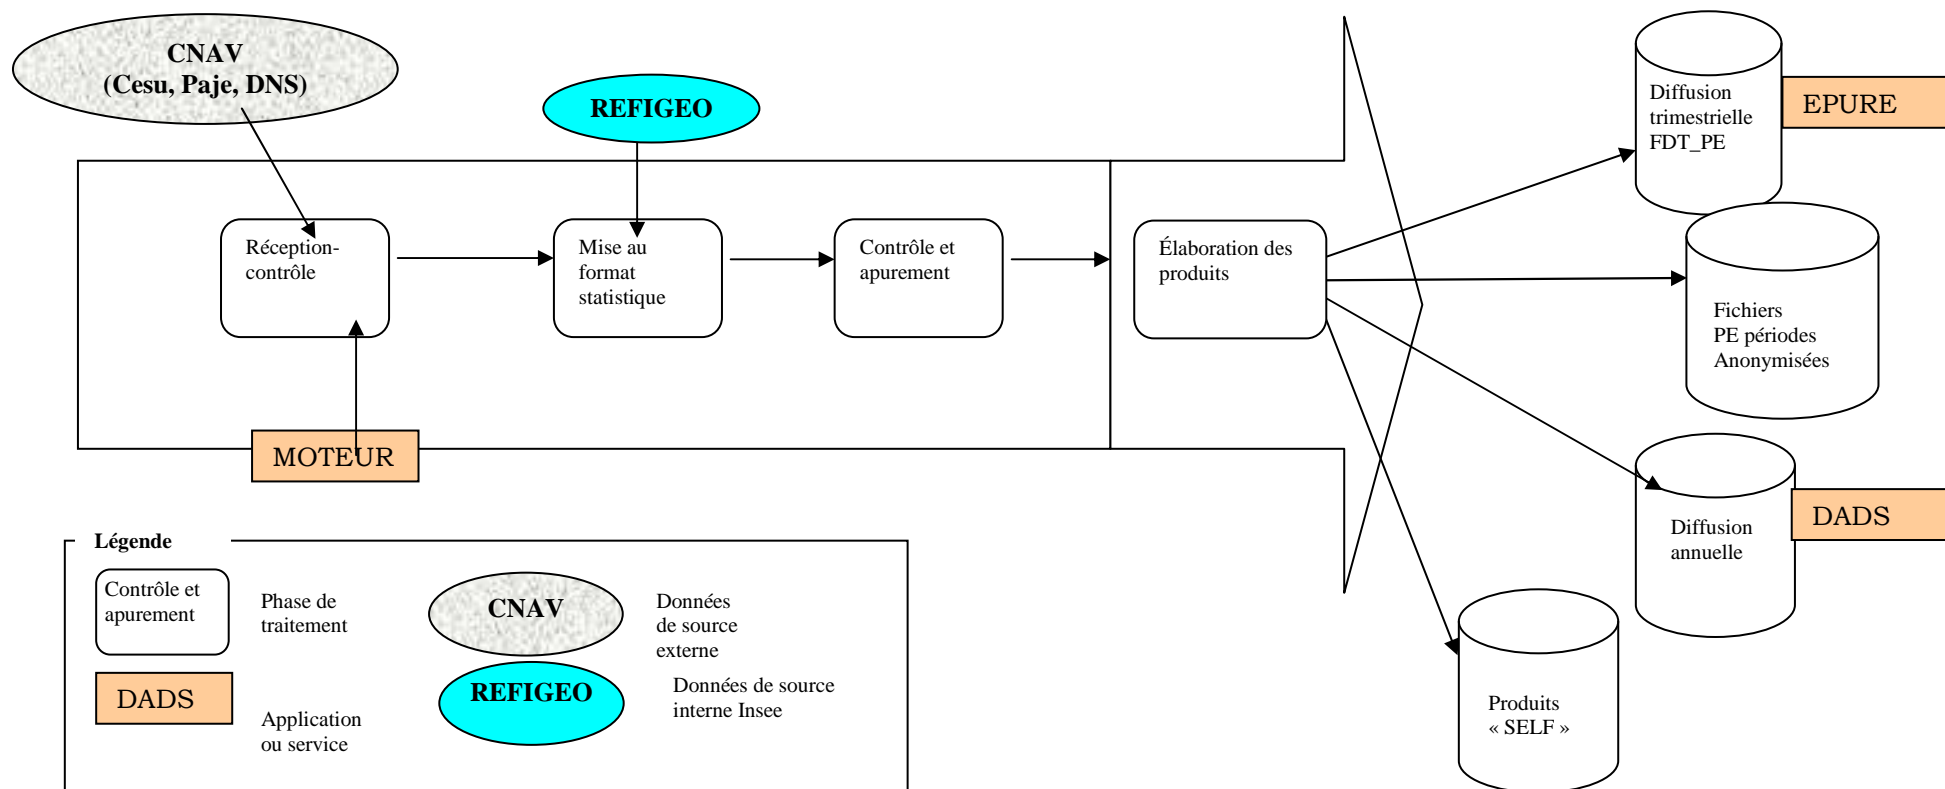 CNAV
(Cesu, Paje, DNS)
REFIGEO
Réception-
contrôle
Mise au
format
statistique
Contrôle et
apurement
Élaboration des
produits
MOTEUR
Diffusion
trimestrielle
FDT_PE
EPURE
Fichiers
PE périodes
Anonymisées
Diffusion
annuelle
DADS
Produits
« SELF »
Légende
Contrôle et
apurement
Phase de
traitement
CNAV
Données
de source
externe
DADS
Application
ou service
REFIGEO
Données de source
interne Insee